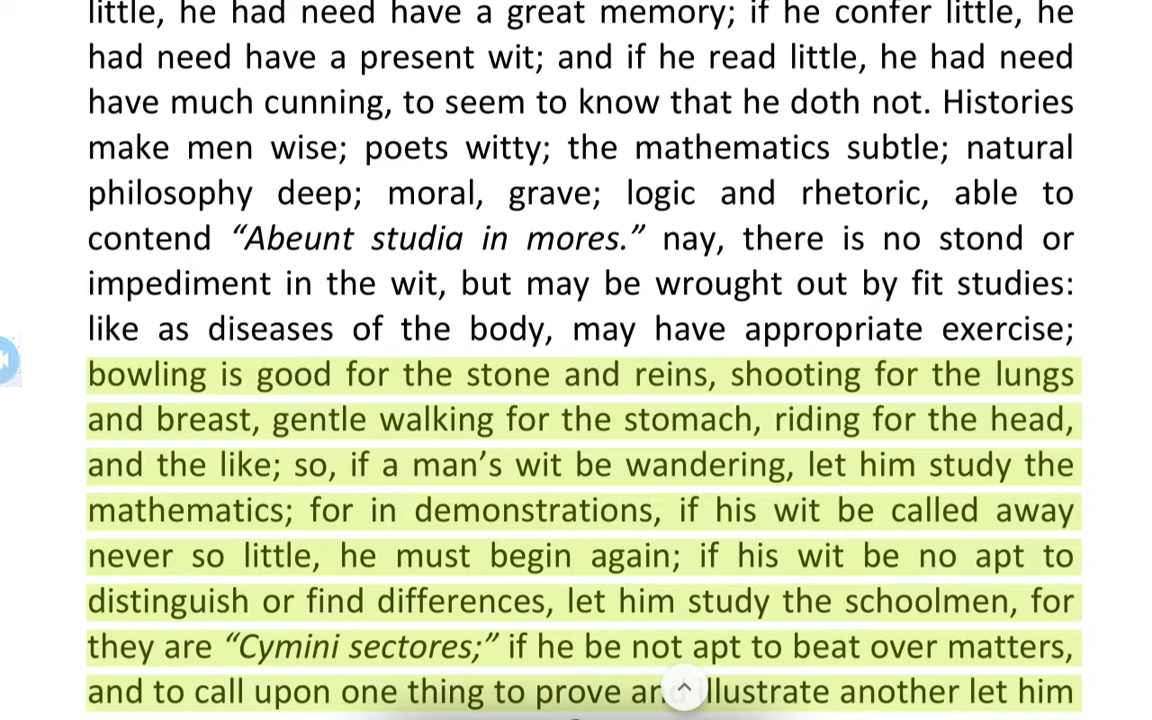 little, he had need have a great memory; if he confer little, he
had need have a present wit; and if he read little, he had need
have much cunning, to seem to know that he doth not. Histories
make men wise; poets witty; the mathematics subtle; natural
philosophy deep; moral, grave; logic and rhetoric, able to
contend “Abeunt studia in mores.” nay, there is no stond or
impediment in the wit, but may be wrought out by fit studies:
like as diseases of the body, may have appropriate exercise;
bowling is good for the stone and reins, shooting for the lungs
and breast, gentle walking for the stomach, riding for the head,
and the like; so, if a man’s wit be wandering, let him study the
mathematics; for in demonstrations, if his wit be called away
never so little, he must begin again; if his wit be no apt to
distinguish or find differences, let him study the schoolmen, for
they are “Cymini sectores;” if he be not apt to beat over matters,
and to call upon one thing to prove and illustrate another let him